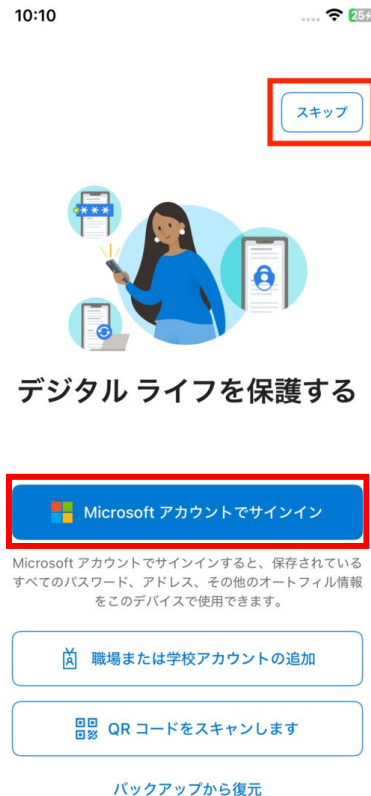 10:10
25
スキップ
***
デジタル ライフを保護する
Microsoft アカウントでサインイン
Microsoft アカウントでサインインすると、保存されている
すべてのパスワード、アドレス、その他のオートフィル情報
をこのデバイスで使用できます。
職場または学校アカウントの追加
QR コードをスキャンします
バックアップから復元